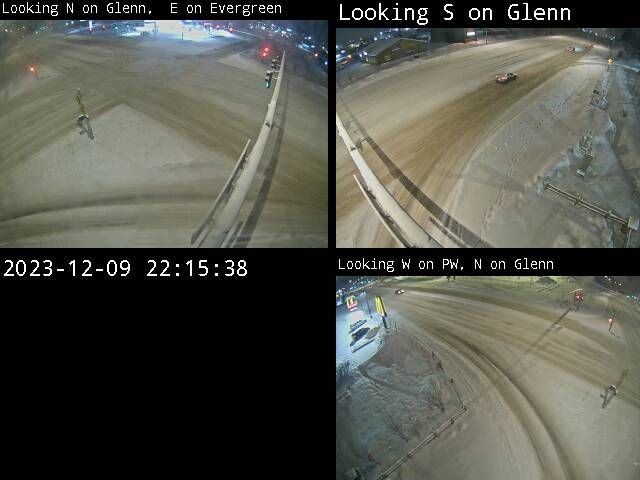 Looking N on Glenn,  E on Evergreen
Looking S on Glenn
2023-12-09 22:15:38
Looking W on PW, N on Glenn